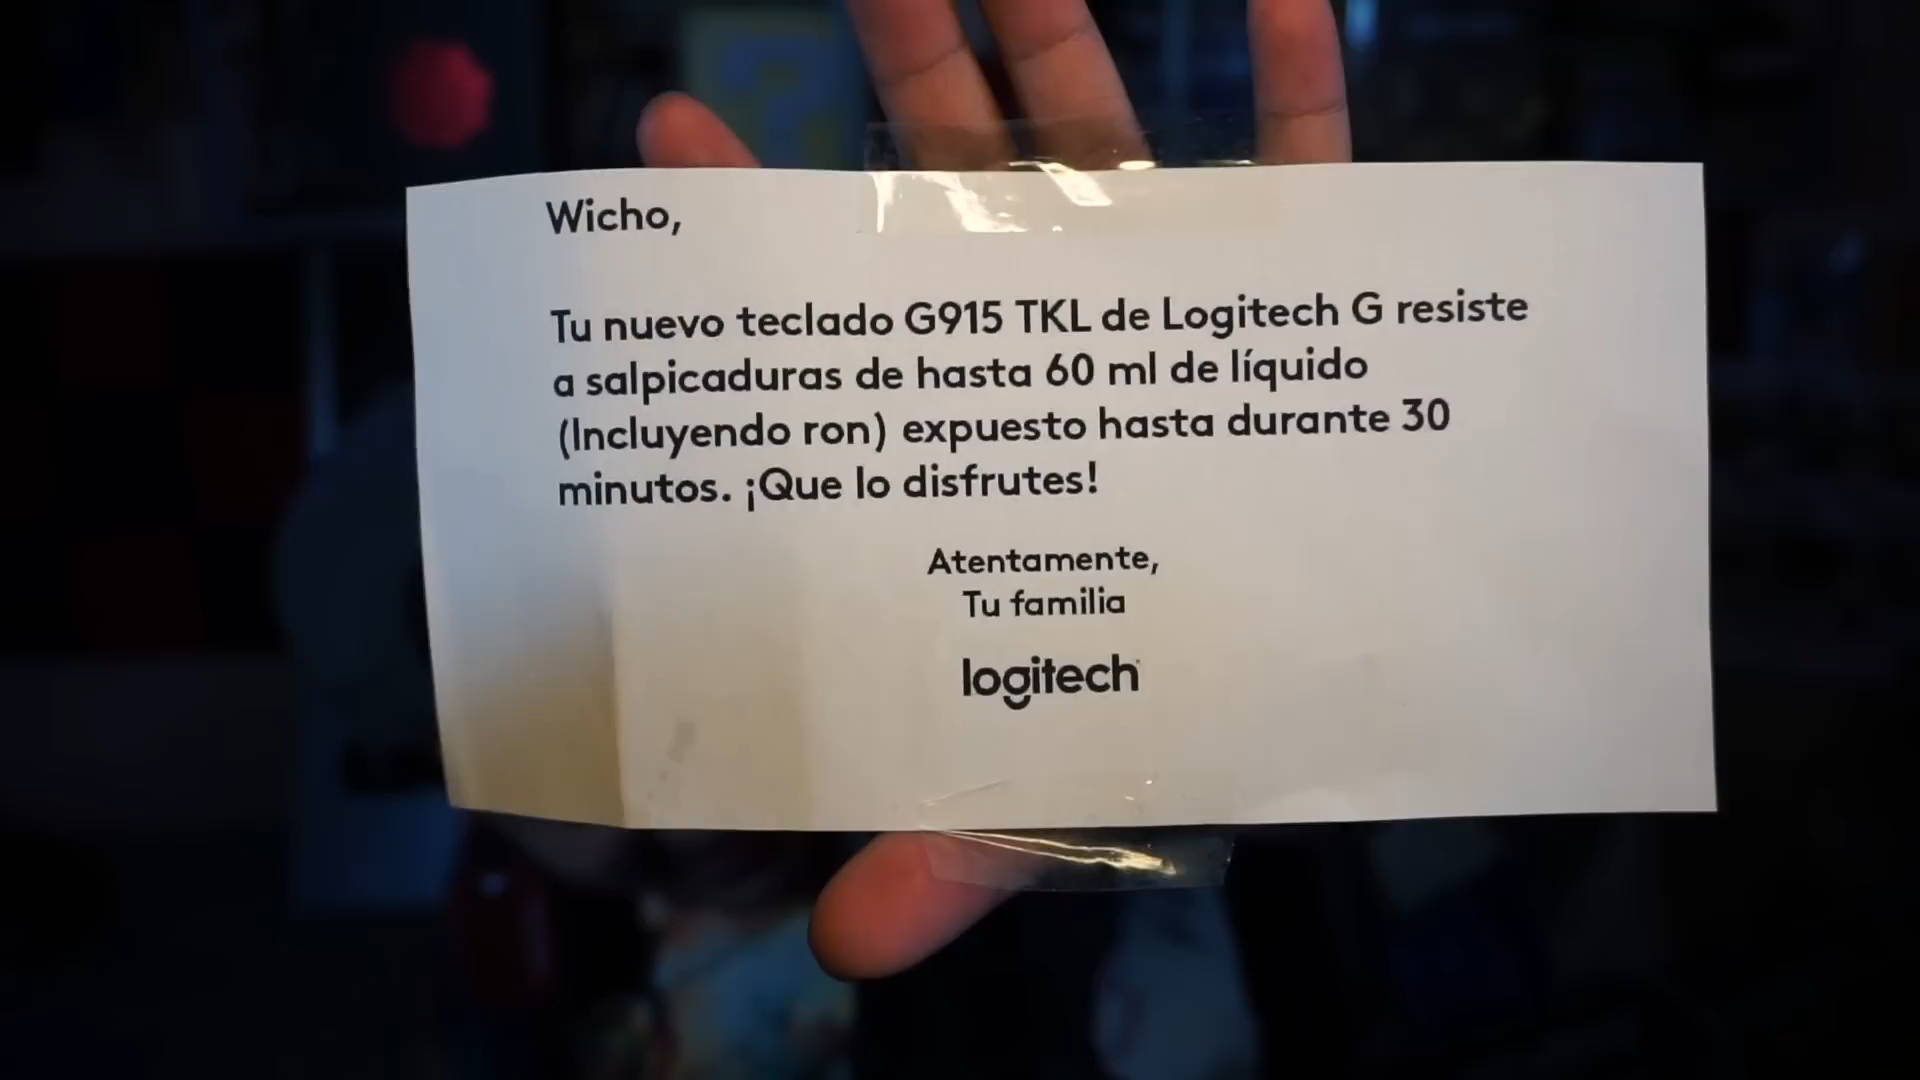 Wicho,
Tu nuevo teclado G915 TKL de Logitech G resiste
a salpicaduras de hasta 60 ml de líquido
(Incluyendo ron) expuesto hasta durante 30
minutos. ¡Que lo disfrutes!
Atentamente,
Tu familia
logitech